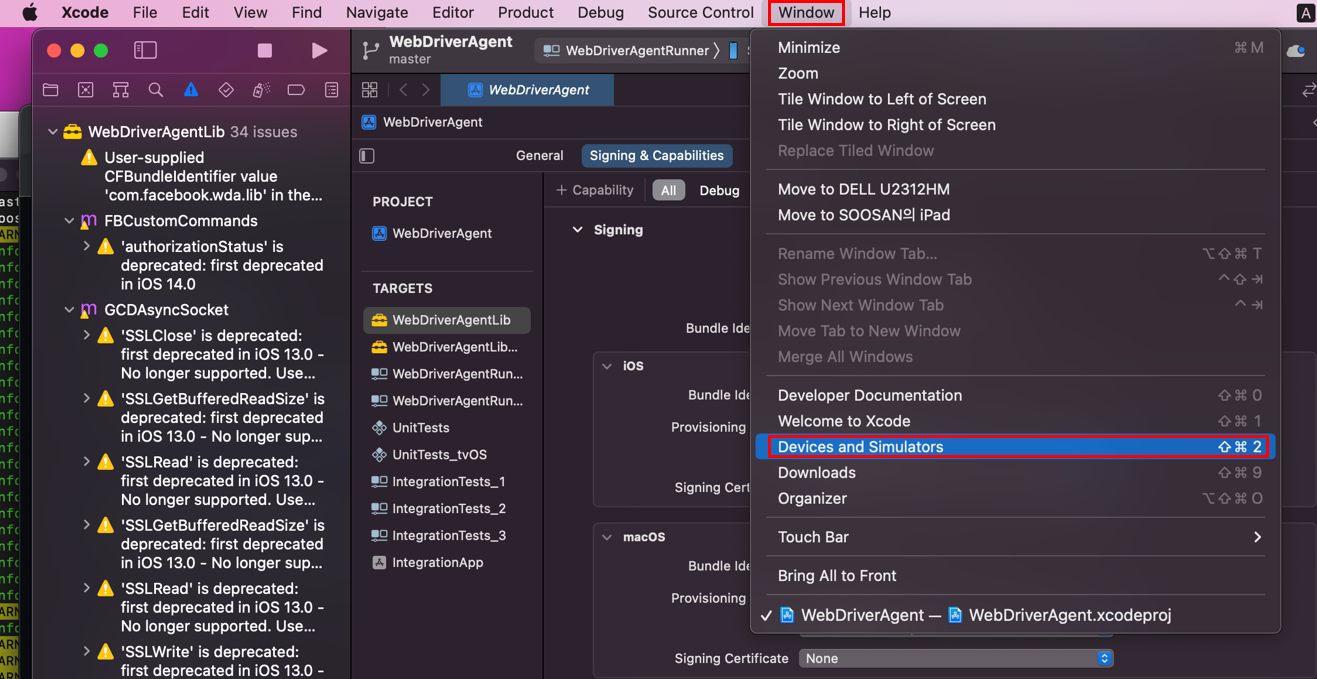 Xcode File Edit View Find Navigate Editor Product Debug Source Control Window Help
A
WebDriverAgent
master
WebDriverAgentRunner
WebDriverAgent
WebDriverAgent
General
Signing & Capabilities
+ Capability
All
Debug
WebDriverAgentLib 34 issues
User-supplied
CFBundleIdentifier value
'com.facebook.wda.lib' in the...
FBCustomCommands
'authorizationStatus' is
deprecated: first deprecated
in iOS 14.0
GCDAsyncSocket
'SSLClose' is deprecated:
first deprecated in iOS 13.0 -
No longer supported. Use...
'SSLGetBufferedReadSize' is
deprecated: first deprecated
in iOS 13.0 - No longer sup...
'SSLRead' is deprecated:
first deprecated in iOS 13.0 -
No longer supported. Use...
'SSLGetBufferedReadSize' is
deprecated: first deprecated
in iOS 13.0 - No longer sup...
'SSLRead' is deprecated:
first deprecated in iOS 13.0 -
No longer supported. Use...
'SSLWrite' is deprecated:
first deprecated in iOS 13.0 -
PROJECT
WebDriverAgent
TARGETS
WebDriverAgentLib
WebDriverAgentLib...
WebDriverAgentRun...
WebDriverAgentRun...
UnitTests
UnitTests_tvOS
IntegrationTests_1
IntegrationTests_2
IntegrationTests_3
IntegrationApp
Signing
Bundle Ide
iOS
Bundle Ide
Provisioning
Signing Cert
macOS
Bundle Ide
Provisioning
Signing Certificate None
Minimize ⌘ M
Zoom
Tile Window to Left of Screen
Tile Window to Right of Screen
Replace Tiled Window
Move to DELL U2312HM
Move to SOOSAN의 iPad
Rename Window Tab... ⌥⇧⌘ T
Show Previous Window Tab ^⇧⇥
Show Next Window Tab ^⇥
Move Tab to New Window
Merge All Windows
Developer Documentation ⇧⌘ 0
Welcome to Xcode ⇧⌘ 1
Devices and Simulators ⇧⌘ 2
Downloads ⇧⌘ 9
Organizer ⌥⇧⌘ O
Touch Bar
Bring All to Front
✓ WebDriverAgent — WebDriverAgent.xcodeproj